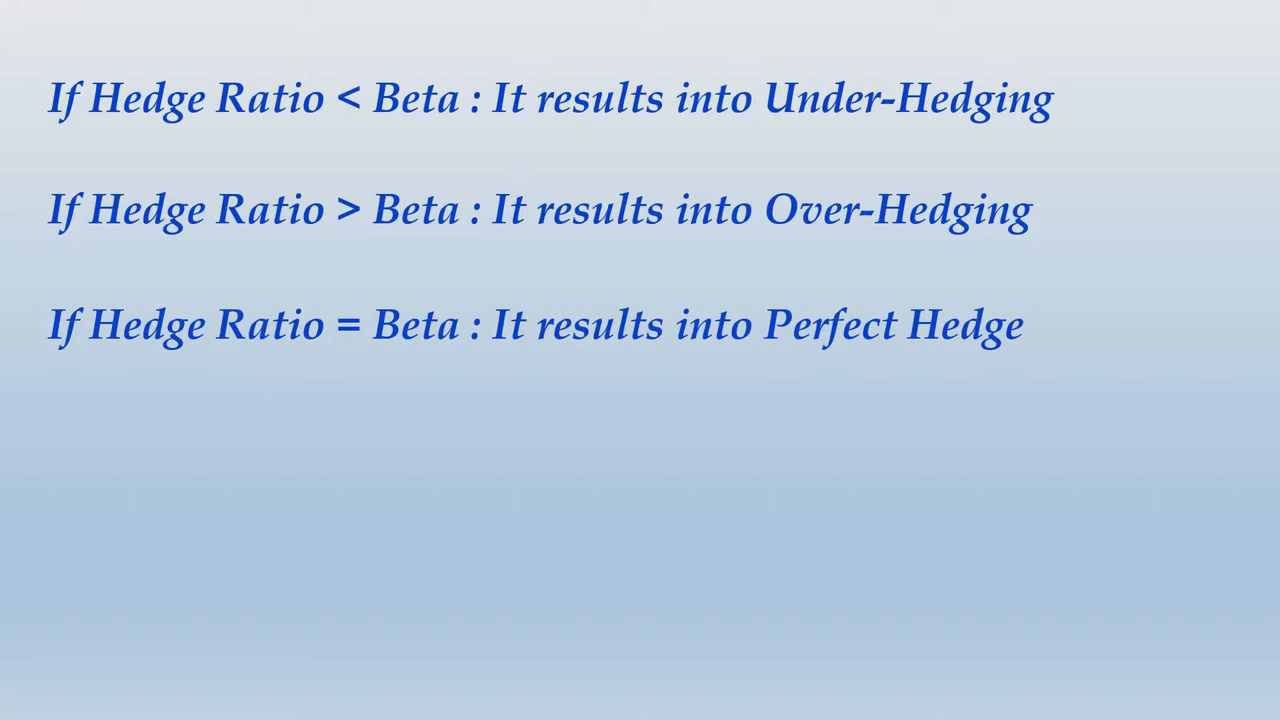 If Hedge Ratio < Beta : It results into Under-Hedging
If Hedge Ratio > Beta : It results into Over-Hedging
If Hedge Ratio = Beta : It results into Perfect Hedge